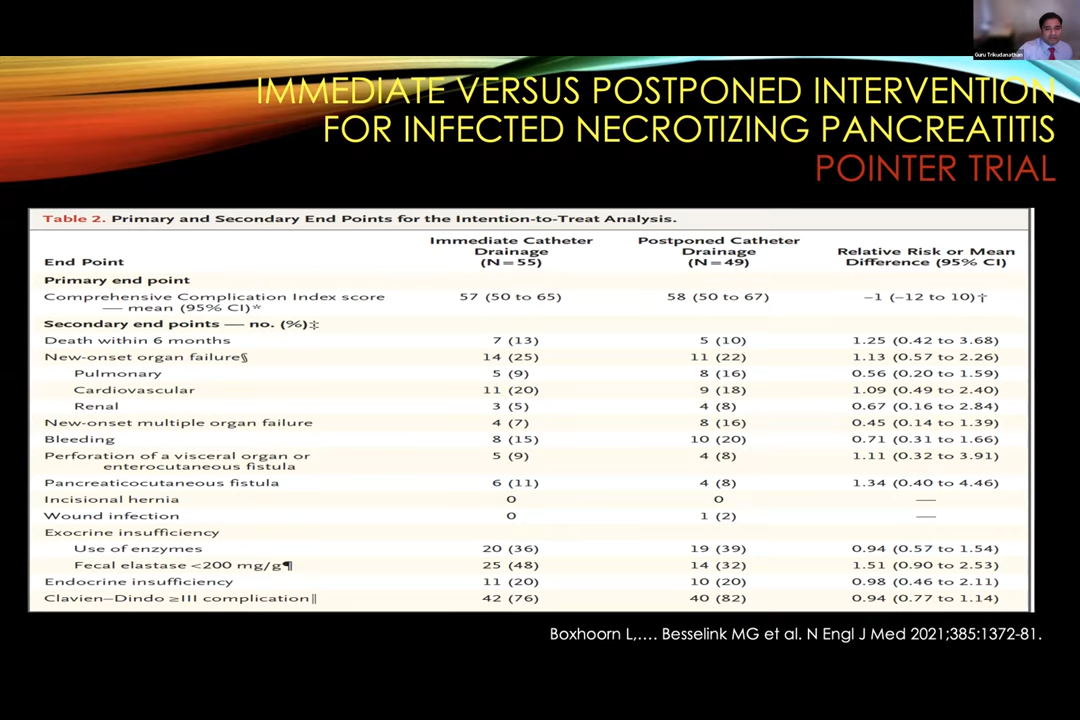 Guru Trikudanathan
IMMEDIATE VERSUS POSTPONED INTERVENTION
FOR INFECTED NECROTIZING PANCREATITIS
POINTER TRIAL
Table 2. Primary and Secondary End Points for the Intention-to-Treat Analysis.
End Point Immediate Catheter Drainage (N=55) Postponed Catheter Drainage (N=49) Relative Risk or Mean Difference (95% CI)
Primary end point
Comprehensive Complication Index score — mean (95% CI)* 57 (50 to 65) 58 (50 to 67) −1 (−12 to 10)†
Secondary end points — no. (%)‡
Death within 6 months 7 (13) 5 (10) 1.25 (0.42 to 3.68)
New-onset organ failure§ 14 (25) 11 (22) 1.13 (0.57 to 2.26)
Pulmonary 5 (9) 8 (16) 0.56 (0.20 to 1.59)
Cardiovascular 11 (20) 9 (18) 1.09 (0.49 to 2.40)
Renal 3 (5) 4 (8) 0.67 (0.16 to 2.84)
New-onset multiple organ failure 4 (7) 8 (16) 0.45 (0.14 to 1.39)
Bleeding 8 (15) 10 (20) 0.71 (0.31 to 1.66)
Perforation of a visceral organ or enterocutaneous fistula 5 (9) 4 (8) 1.11 (0.32 to 3.91)
Pancreaticocutaneous fistula 6 (11) 4 (8) 1.34 (0.40 to 4.46)
Incisional hernia 0 0 —
Wound infection 0 1 (2) —
Exocrine insufficiency
Use of enzymes 20 (36) 19 (39) 0.94 (0.57 to 1.54)
Fecal elastase <200 mg/g¶ 25 (48) 14 (32) 1.51 (0.90 to 2.53)
Endocrine insufficiency 11 (20) 10 (20) 0.98 (0.46 to 2.11)
Clavien–Dindo ≥III complication‖ 42 (76) 40 (82) 0.94 (0.77 to 1.14)
Boxhoorn L,.... Besselink MG et al. N Engl J Med 2021;385:1372-81.